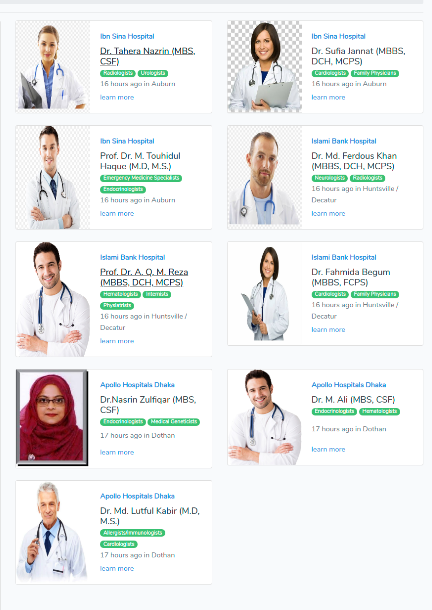 Ibn Sina Hospital
Dr. Tahera Nazrin (MBS,
CSF)
Radiologists Urologists
16 hours ago in Auburn
learn more
Ibn Sina Hospital
Dr. Sufia Jannat (MBBS,
DCH, MCPS)
Cardiologists Family Physicians
16 hours ago in Auburn
learn more
Ibn Sina Hospital
Prof. Dr. M. Touhidul
Haque (M.D, M.S.)
Emergency Medicine Specialists
Endocrinologists
16 hours ago in Auburn
learn more
Islami Bank Hospital
Dr. Md. Ferdous Khan
(MBBS, DCH, MCPS)
Neurologists Radiologists
16 hours ago in Huntsville /
Decatur
learn more
Islami Bank Hospital
Prof. Dr. A. Q. M. Reza
(MBBS, DCH, MCPS)
Hematologists Internists
Physiatrists
16 hours ago in Huntsville /
Decatur
learn more
Islami Bank Hospital
Dr. Fahmida Begum
(MBBS, FCPS)
Cardiologists Family Physicians
16 hours ago in Huntsville /
Decatur
learn more
Apollo Hospitals Dhaka
Dr.Nasrin Zulfiqar (MBS,
CSF)
Endocrinologists Medical Geneticists
17 hours ago in Dothan
learn more
Apollo Hospitals Dhaka
Dr. M. Ali (MBS, CSF)
Endocrinologists Hematologists
17 hours ago in Dothan
learn more
Apollo Hospitals Dhaka
Dr. Md. Lutful Kabir (M.D,
M.S.)
Allergists/Immunologists
Cardiologists
17 hours ago in Dothan
learn more